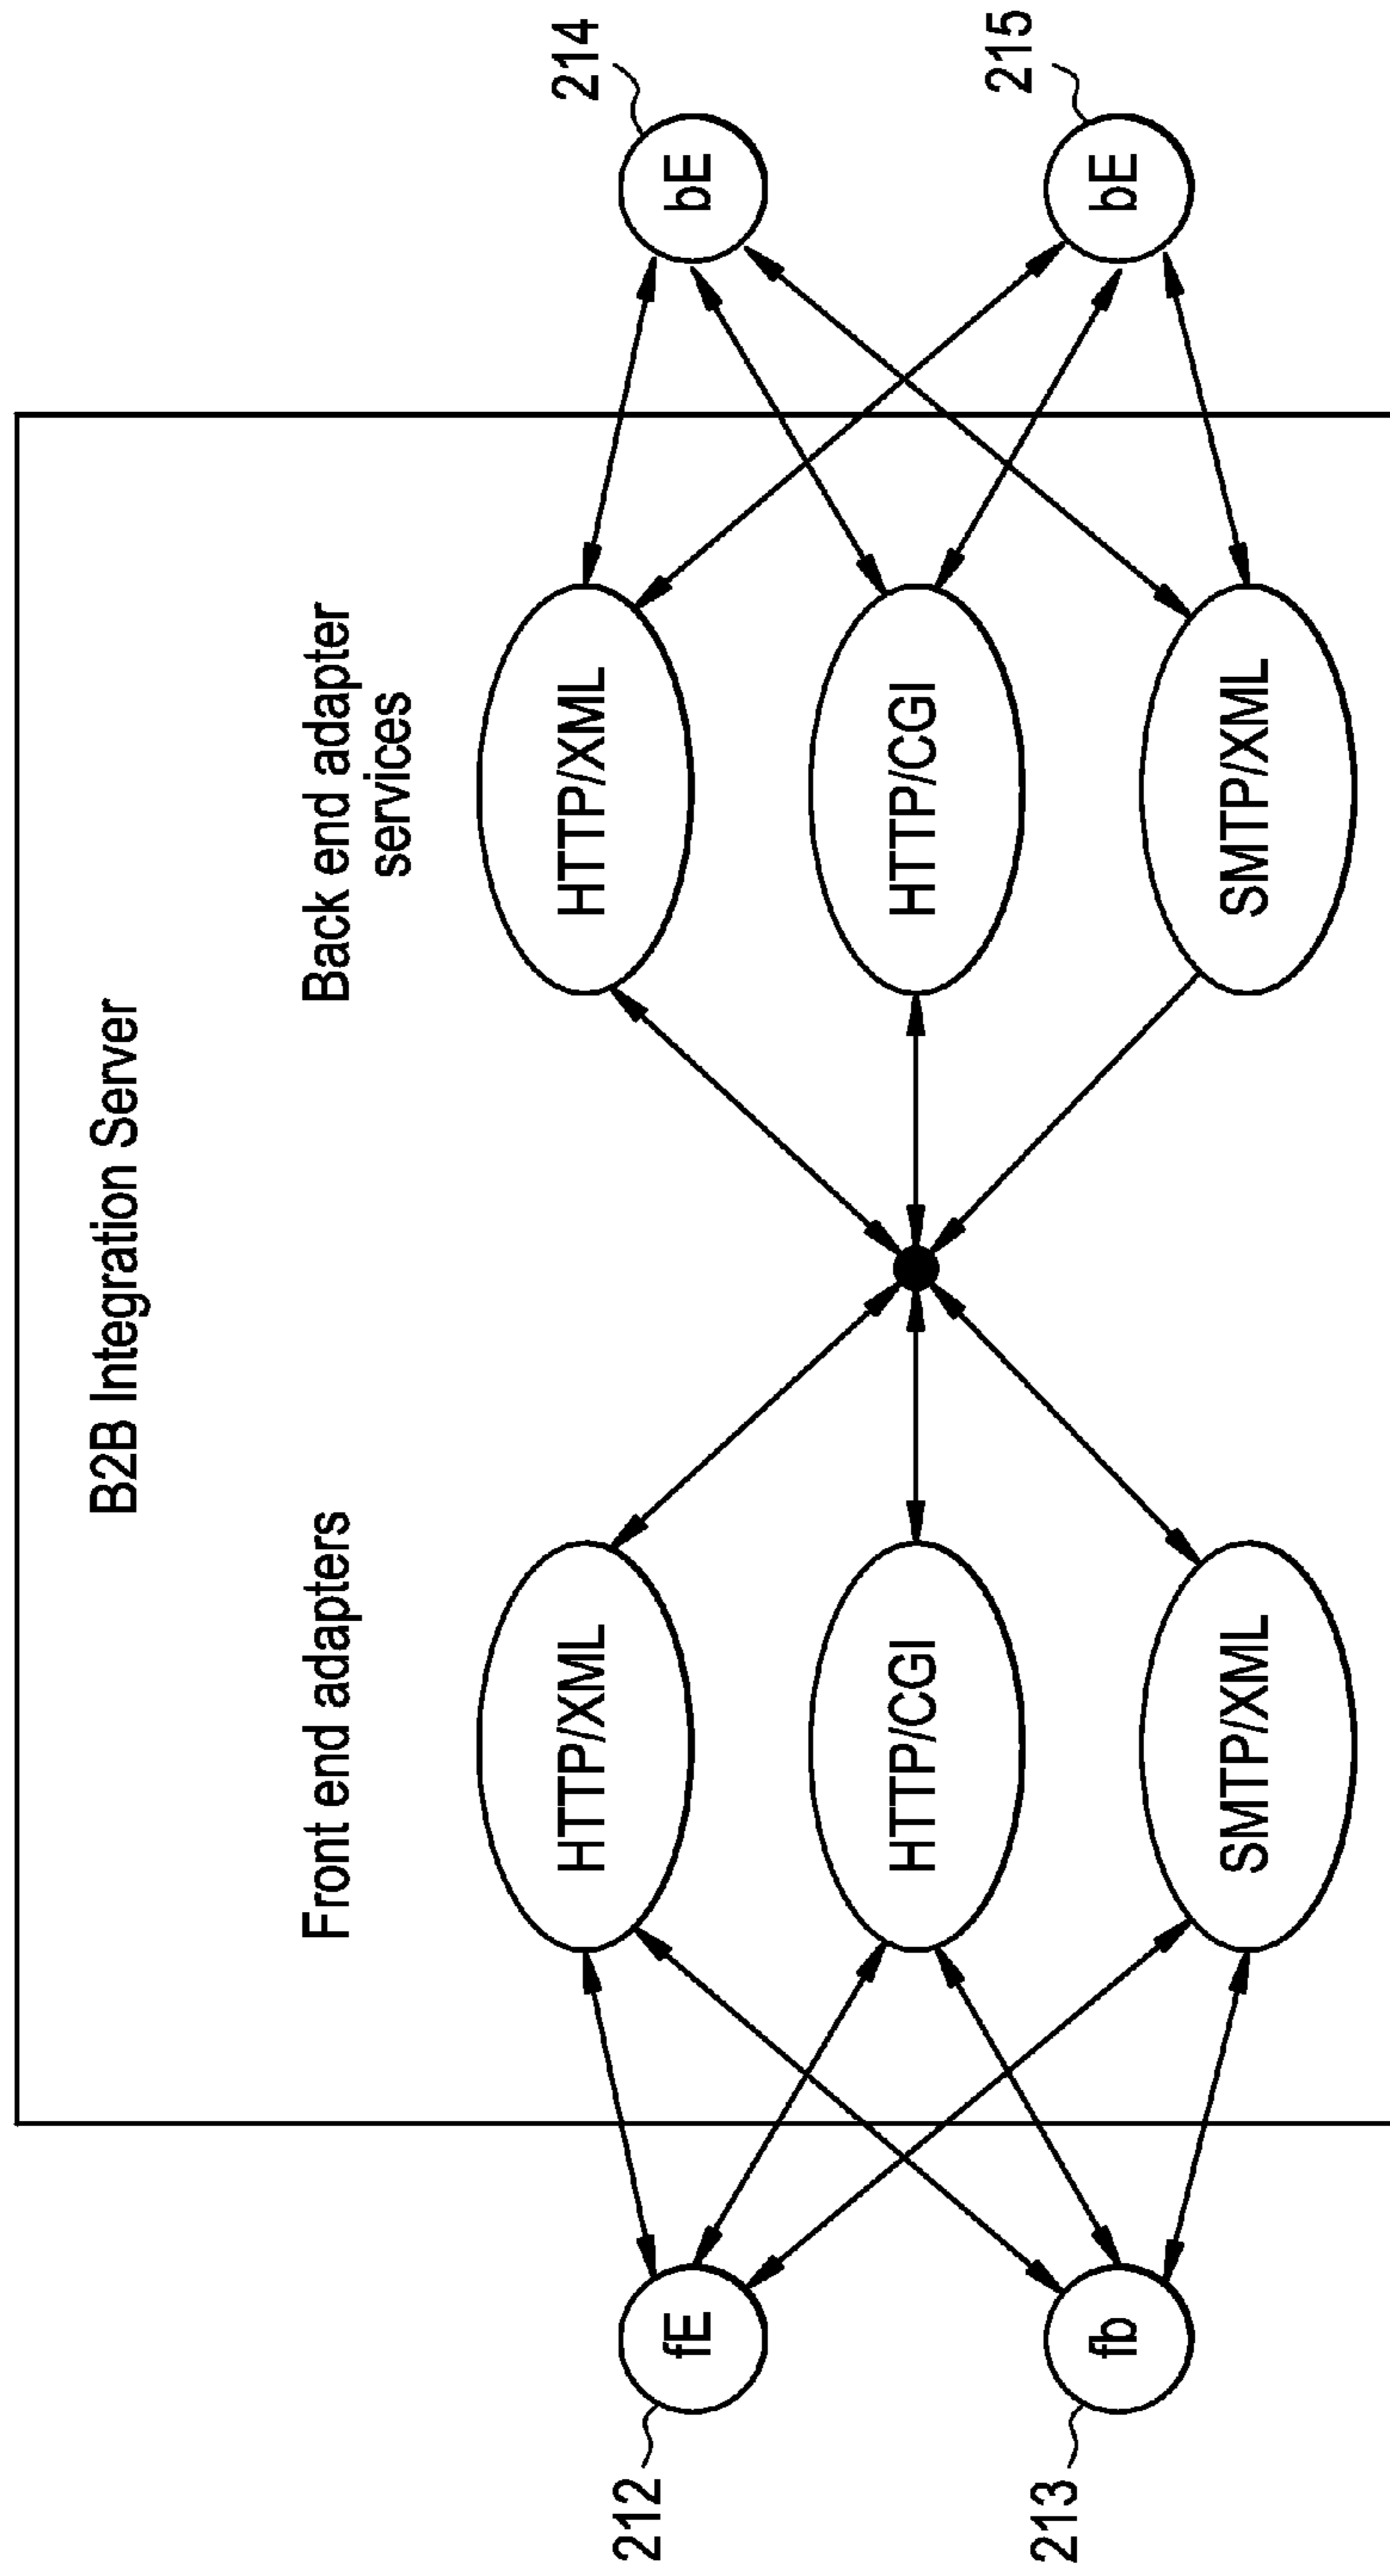 B2B Integration Server
Front end adapters
Back end adapter
services
HTTP/XML
HTTP/XML
HTTP/CGI
HTTP/CGI
SMTP/XML
SMTP/XML
212
fE
213
fb
bE
214
bE
215